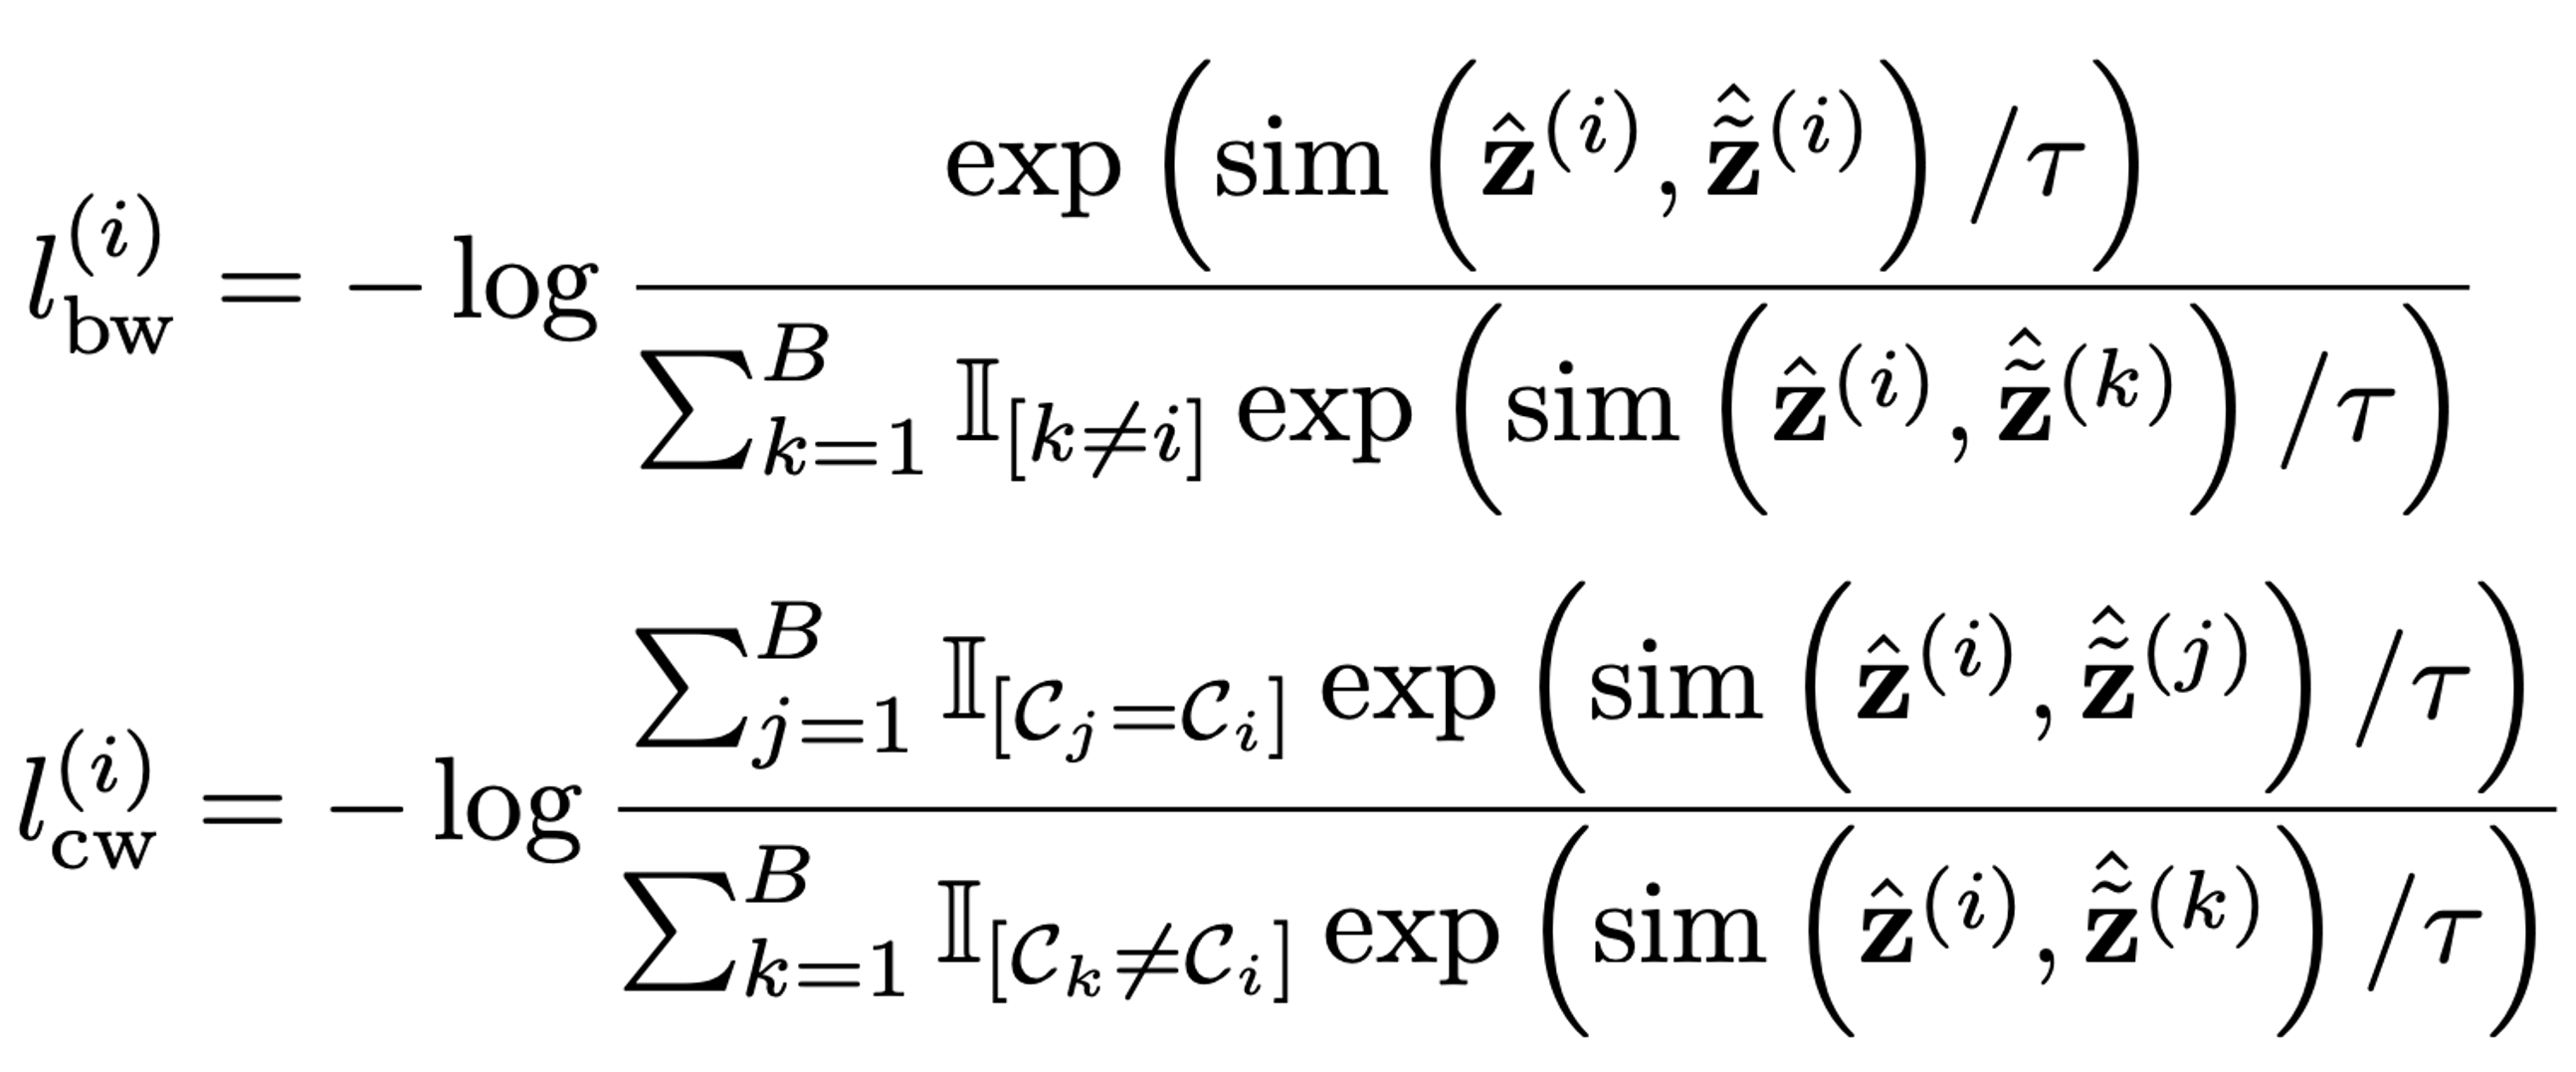 $l_{\mathrm{bw}}^{(i)} = -\log \frac{\exp\left(\mathrm{sim}\left(\hat{\mathbf{z}}^{(i)}, \hat{\tilde{\mathbf{z}}}^{(i)}\right)/\tau\right)}{\sum_{k=1}^{B} \mathbb{I}_{[k \neq i]} \exp\left(\mathrm{sim}\left(\hat{\mathbf{z}}^{(i)}, \hat{\tilde{\mathbf{z}}}^{(k)}\right)/\tau\right)}$
$l_{\mathrm{cw}}^{(i)} = -\log \frac{\sum_{j=1}^{B} \mathbb{I}_{[\mathcal{C}_j = \mathcal{C}_i]} \exp\left(\mathrm{sim}\left(\hat{\mathbf{z}}^{(i)}, \hat{\tilde{\mathbf{z}}}^{(j)}\right)/\tau\right)}{\sum_{k=1}^{B} \mathbb{I}_{[\mathcal{C}_k \neq \mathcal{C}_i]} \exp\left(\mathrm{sim}\left(\hat{\mathbf{z}}^{(i)}, \hat{\tilde{\mathbf{z}}}^{(k)}\right)/\tau\right)}$